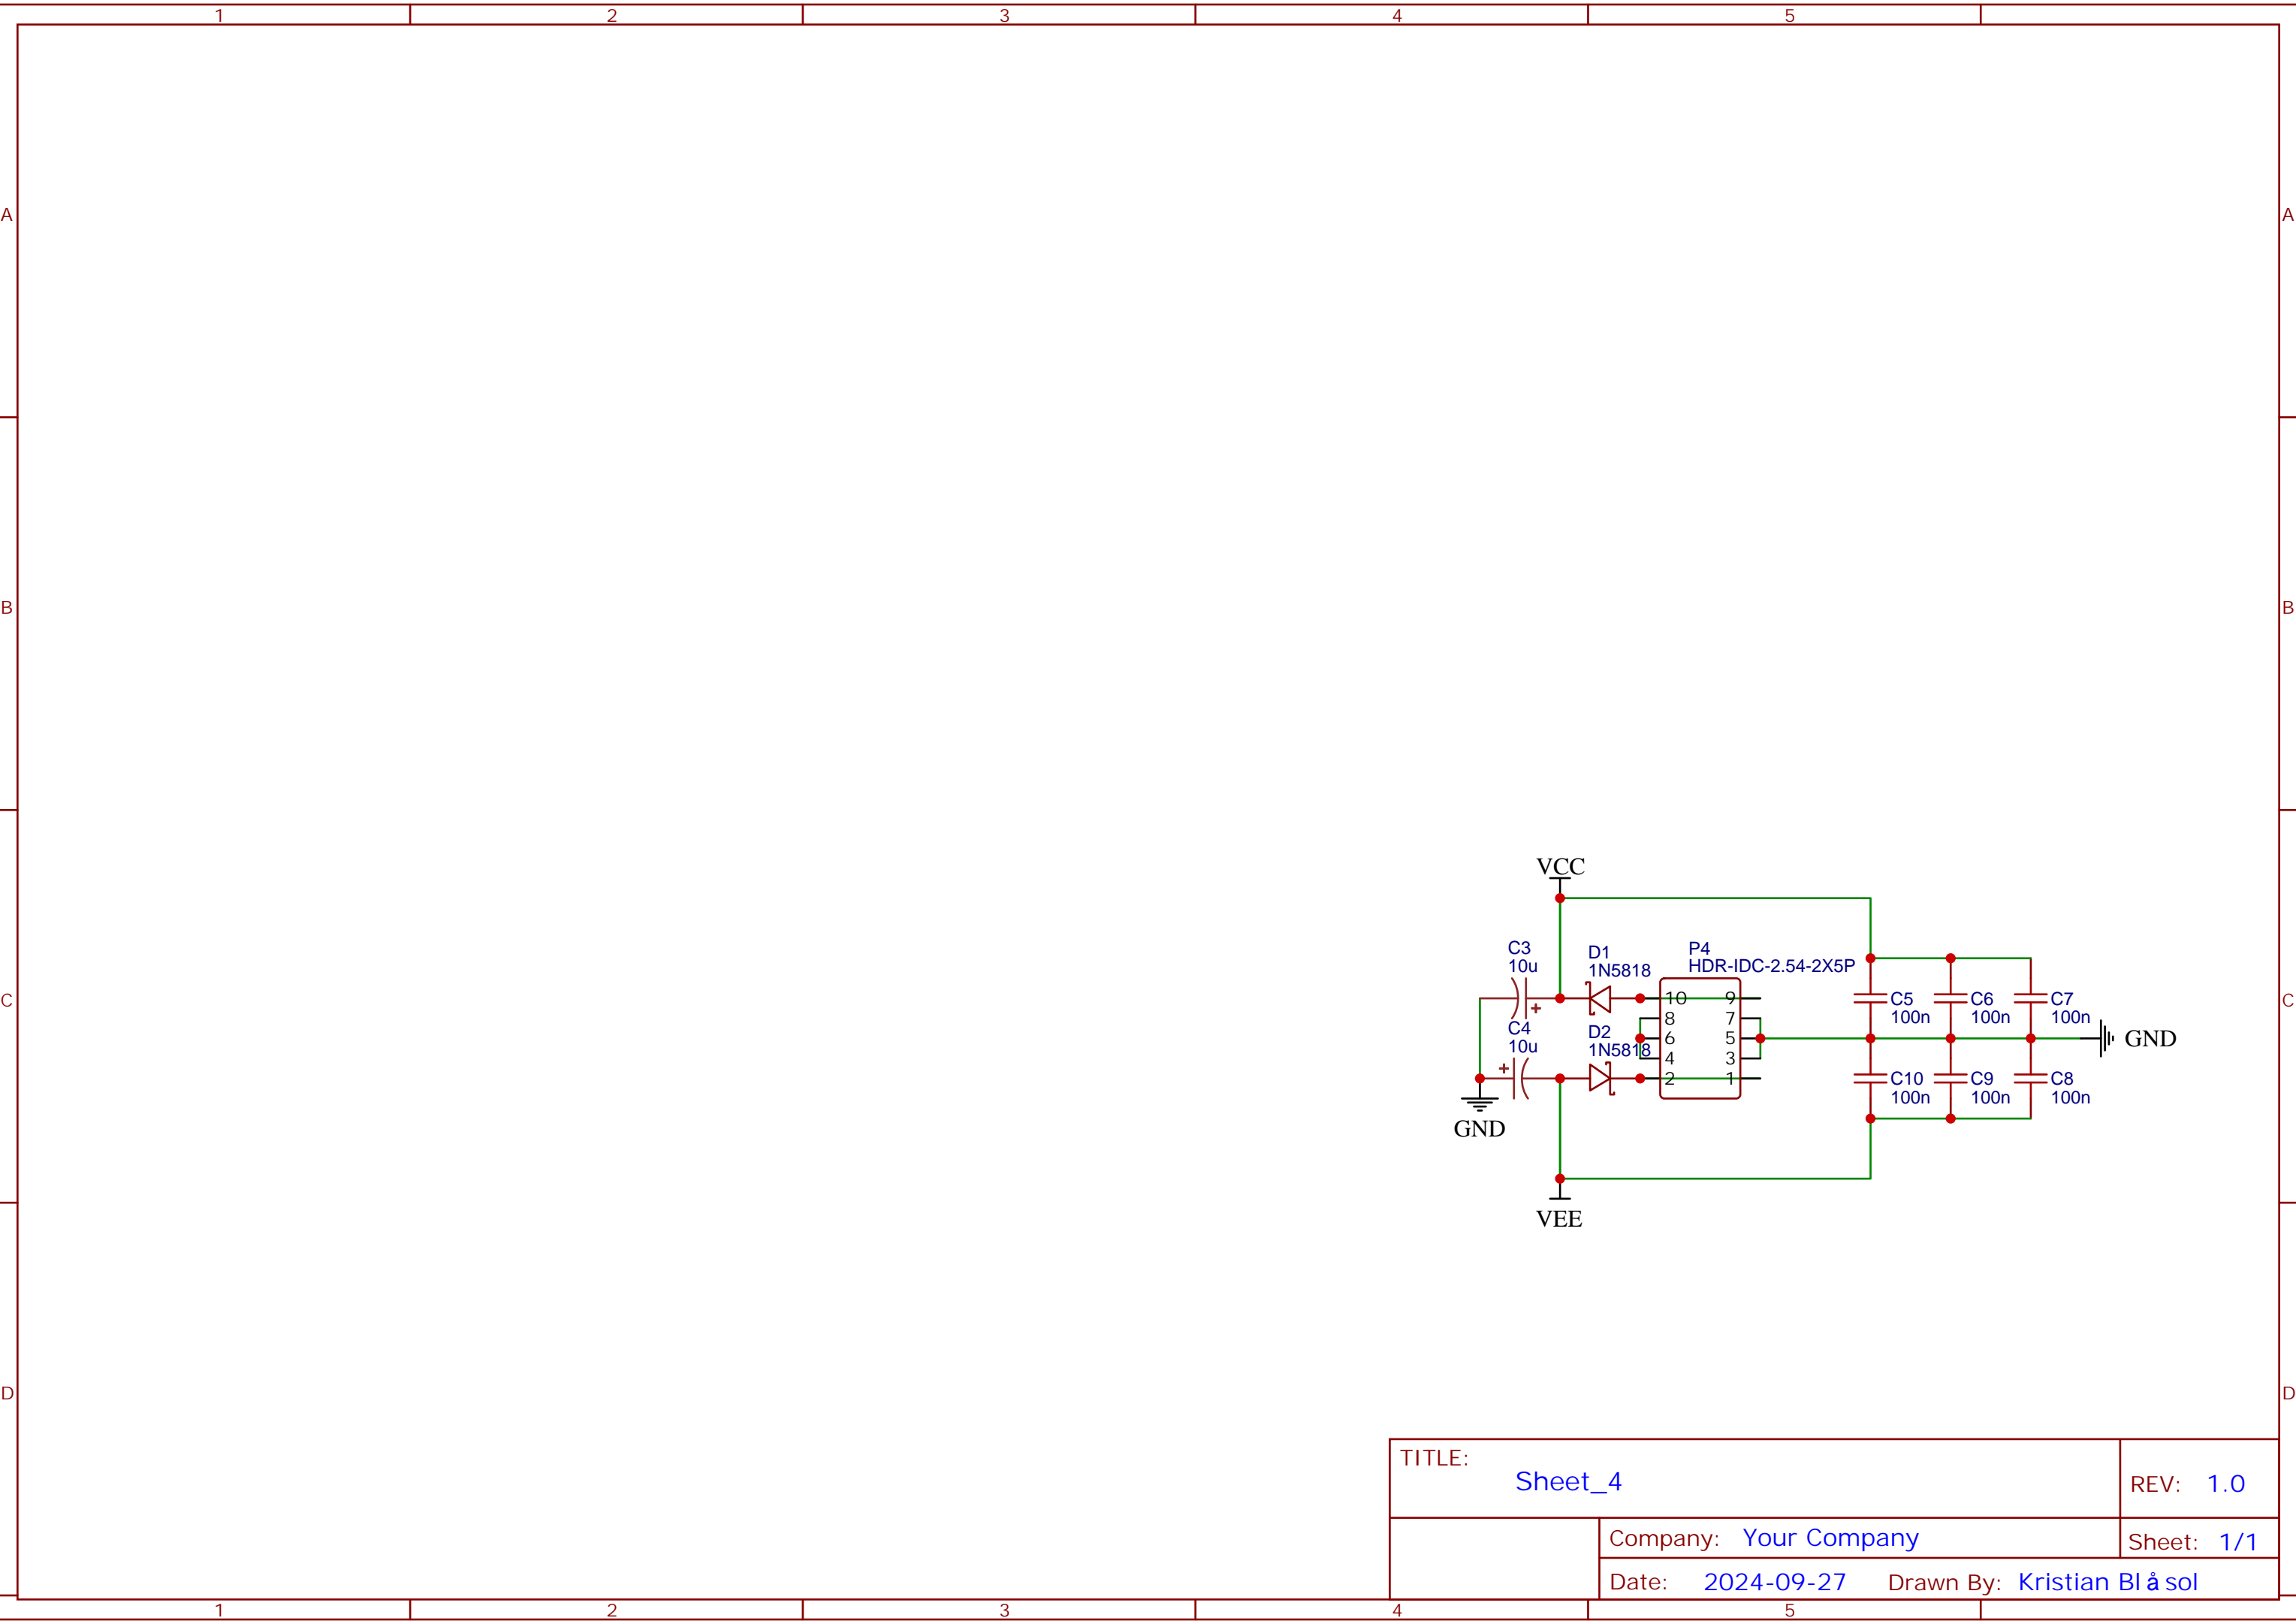 1 2 3 4 5
A A
B B
C C
D D
VCC
C3
10u
D1
1N5818
P4
HDR-IDC-2.54-2X5P
+
10 9
8 7
6 5
4 3
2 1
C4
10u
+
D2
1N5818
C5
100n
C6
100n
C7
100n
GND
C10
100n
C9
100n
C8
100n
GND
VEE
TITLE:
Sheet_4
REV: 1.0
Company: Your Company
Sheet: 1/1
Date: 2024-09-27 Drawn By: Kristian Blåsol
1 2 3 4 5